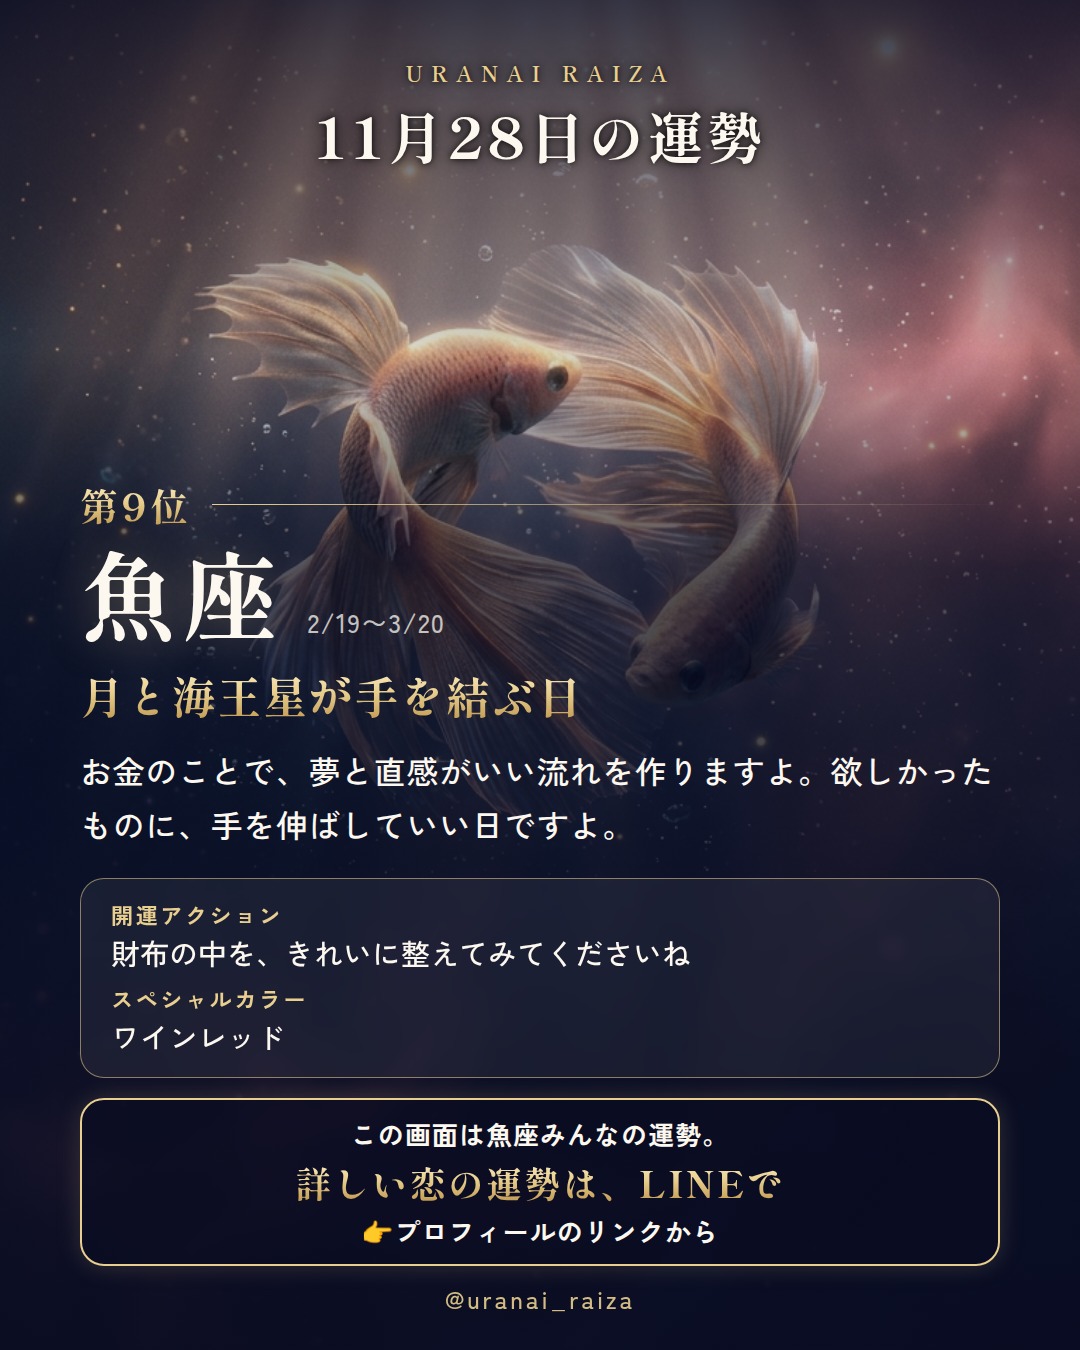 URANAI RAIZA
11月28日の運勢
第9位
魚座 2/19〜3/20
月と海王星が手を結ぶ日
お金のことで、夢と直感がいい流れを作りますよ。欲しかった
ものに、手を伸ばしていい日ですよ。
開運アクション
財布の中を、きれいに整えてみてくださいね
スペシャルカラー
ワインレッド
この画面は魚座みんなの運勢。
詳しい恋の運勢は、LINEで
👉プロフィールのリンクから
@uranai_raiza